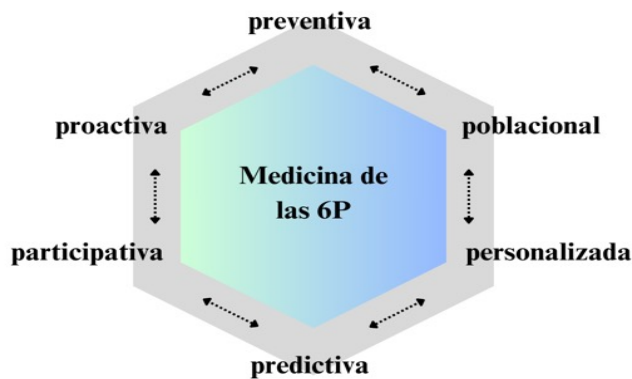 preventiva
proactiva
poblacional
Medicina de
las 6P
participativa
personalizada
predictiva